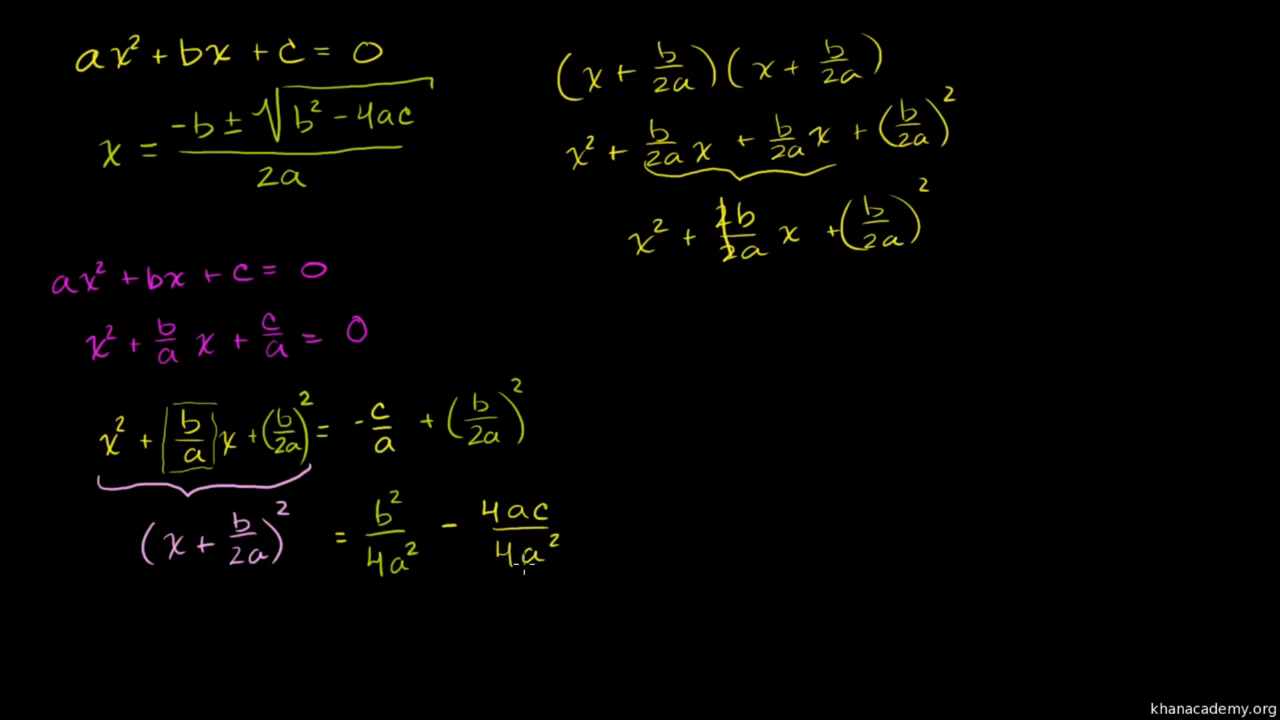 ax² + bx + c = 0
x = (-b ± √(b² - 4ac)) / 2a
(x + b/2a)(x + b/2a)
x² + b/2a x + b/2a x + (b/2a)²
x² + 2b/2a x + (b/2a)²
ax² + bx + c = 0
x² + b/a x + c/a = 0
x² + b/a x + (b/2a)² = -c/a + (b/2a)²
(x + b/2a)² = b²/4a² - 4ac/4a²
khanacademy.org